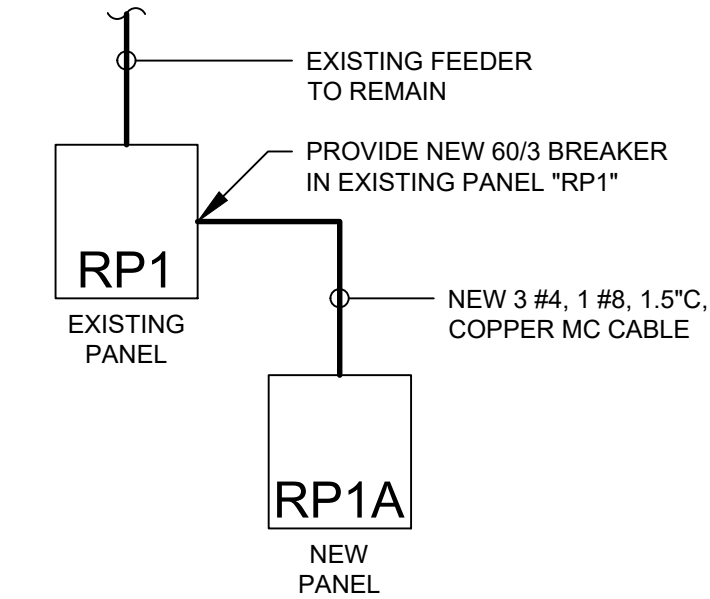 EXISTING FEEDER
TO REMAIN
PROVIDE NEW 60/3 BREAKER
IN EXISTING PANEL "RP1"
RP1
EXISTING
PANEL
NEW 3 #4, 1 #8, 1.5"C,
COPPER MC CABLE
RP1A
NEW
PANEL